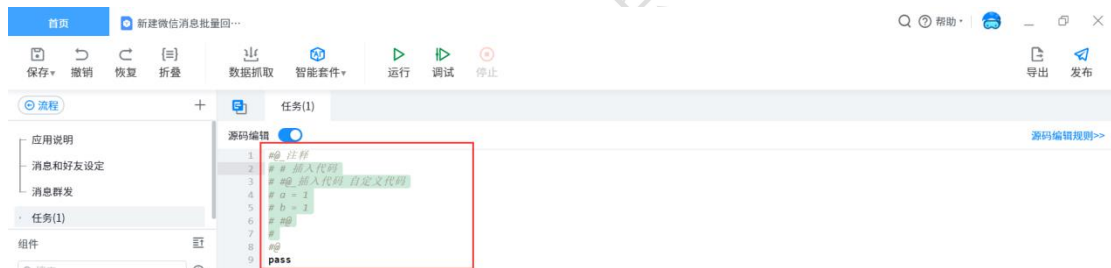 首页 新建微信消息批量回… 帮助
保存 撤销 恢复 折叠 数据抓取 智能套件 运行 调试 停止 导出 发布
流程 任务(1)
应用说明
源码编辑 源码编辑规则>>
消息和好友设定
消息群发
任务(1)
组件
1 #@ 注释
2 # # 插入代码
3 # #@ 插入代码 自定义代码
4 # a = 1
5 # b = 1
6 # #@
7 #
8 #@
9 pass